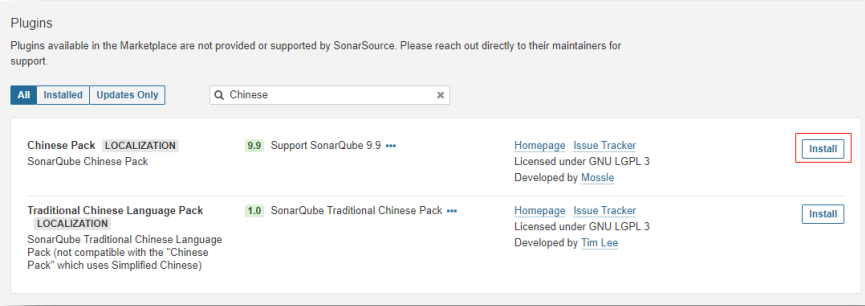 Plugins
Plugins available in the Marketplace are not provided or supported by SonarSource. Please reach out directly to their maintainers for
support.
All Installed Updates Only Chinese
Chinese Pack LOCALIZATION 9.9 Support SonarQube 9.9 ••• Homepage Issue Tracker Install
SonarQube Chinese Pack Licensed under GNU LGPL 3
Developed by Mossle
Traditional Chinese Language Pack 1.0 SonarQube Traditional Chinese Pack ••• Homepage Issue Tracker Install
LOCALIZATION Licensed under GNU LGPL 3
SonarQube Traditional Chinese Language Developed by Tim Lee
Pack (not compatible with the "Chinese
Pack" which uses Simplified Chinese)